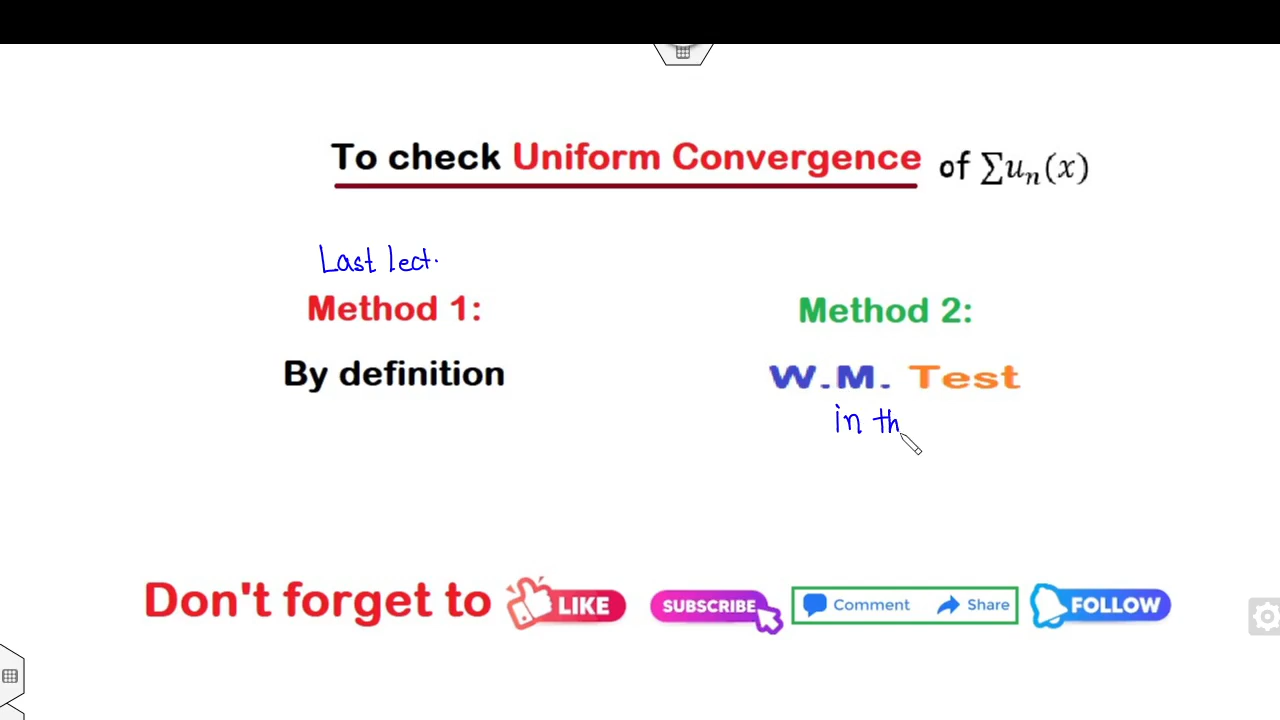 To check Uniform Convergence of ∑uₙ(x)
Last lect.
Method 1:
By definition
Method 2:
W.M. Test
in th
Don't forget to LIKE SUBSCRIBE Comment Share FOLLOW